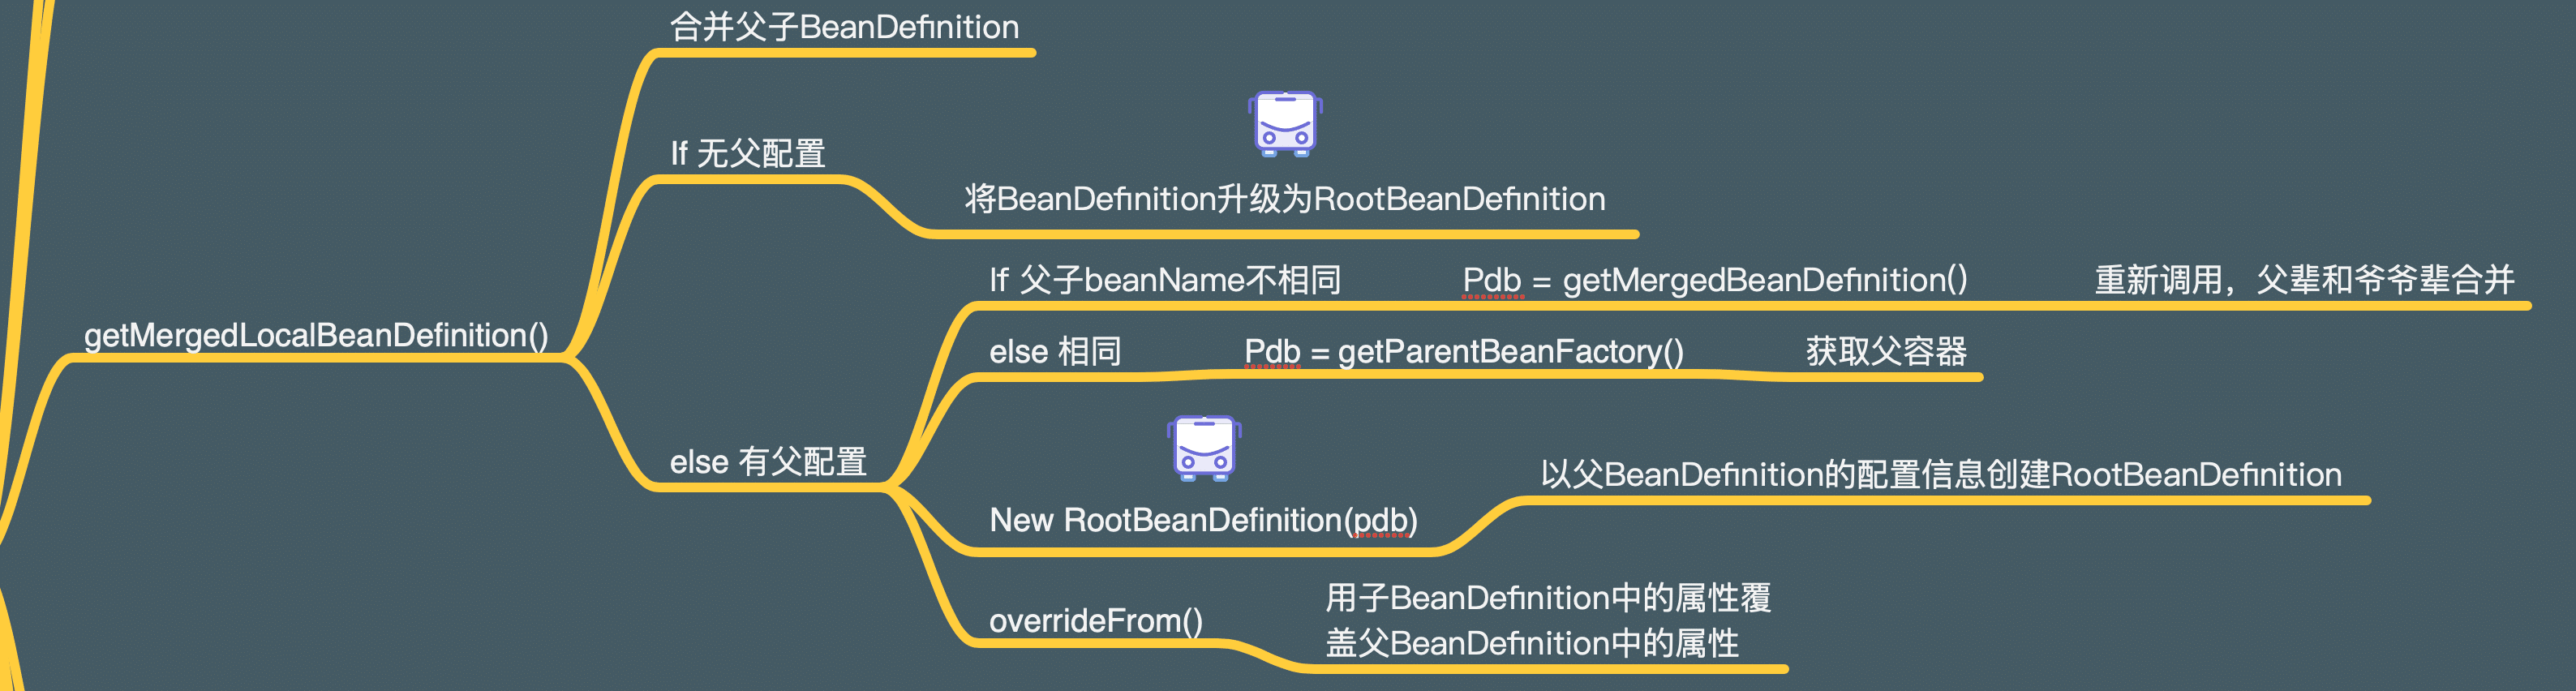 合并父子BeanDefinition
If 无父配置
将BeanDefinition升级为RootBeanDefinition
If 父子beanName不相同
Pdb = getMergedBeanDefinition()
重新调用，父辈和爷爷辈合并
getMergedLocalBeanDefinition()
else 相同
Pdb = getParentBeanFactory()
获取父容器
else 有父配置
New RootBeanDefinition(pdb)
以父BeanDefinition的配置信息创建RootBeanDefinition
overrideFrom()
用子BeanDefinition中的属性覆
盖父BeanDefinition中的属性